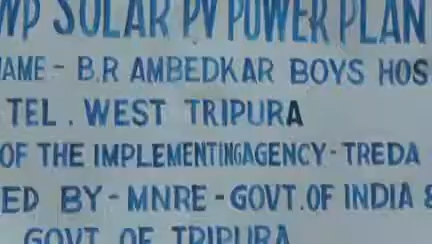 WP SOLAR PV POWER PLAN
AME - B.R AMBEDKAR BOYS HOS
TEL . WEST TRIPURA
OF THE IMPLEMENTINGAGENCY - TREDA
ED BY - MNRE - GOVT. OF INDIA &
GOVT OF TRIPURA